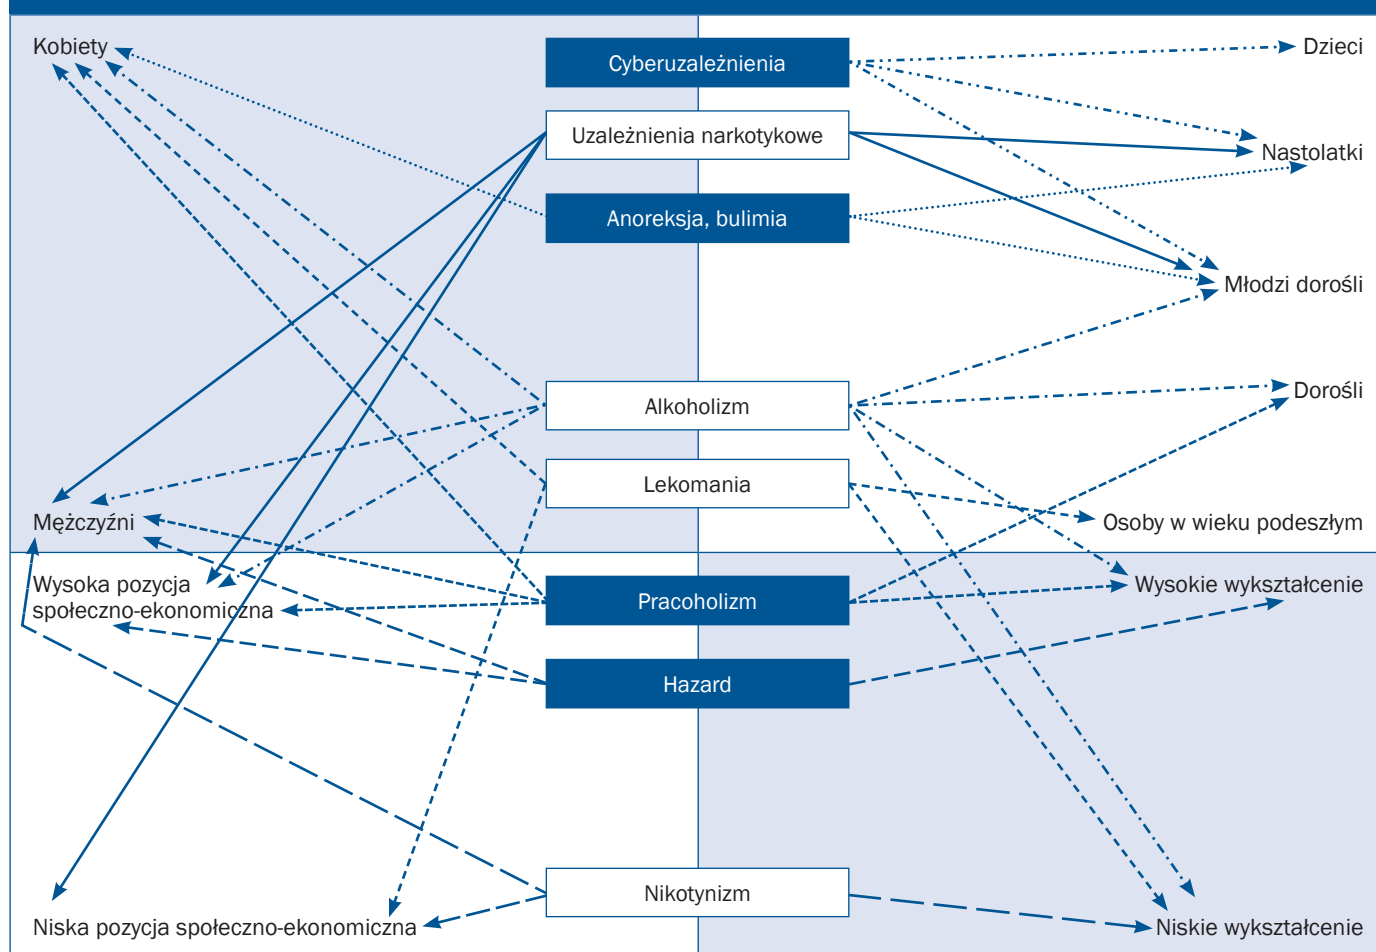 Kobiety
Cyberuzależnienia
Dzieci
Uzależnienia narkotykowe
Nastolatki
Anoreksja, bulimia
Młodzi dorośli
Alkoholizm
Dorośli
Lekomania
Mężczyźni
Osoby w wieku podeszłym
Wysoka pozycja
społeczno-ekonomiczna
Pracoholizm
Wysokie wykształcenie
Hazard
Nikotynizm
Niska pozycja społeczno-ekonomiczna
Niskie wykształcenie